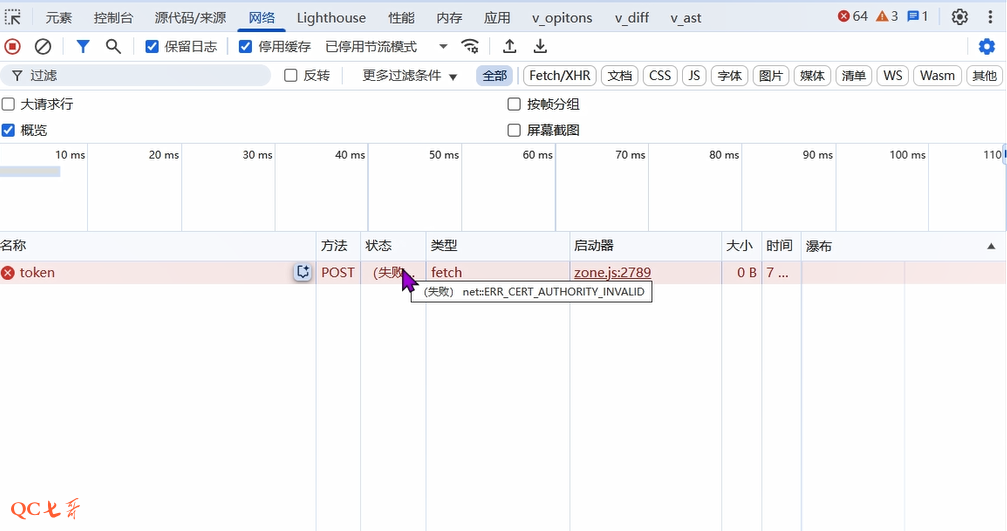 元素 控制台 源代码/来源 网络 Lighthouse 性能 内存 应用 v_opitons v_diff v_ast 64 3 1
保留日志 停用缓存 已停用节流模式
过滤 反转 更多过滤条件 全部 Fetch/XHR 文档 CSS JS 字体 图片 媒体 清单 WS Wasm 其他
大请求行 按帧分组
概览 屏幕截图
10 ms 20 ms 30 ms 40 ms 50 ms 60 ms 70 ms 80 ms 90 ms 100 ms 110
名称 方法 状态 类型 启动器 大小 时间 瀑布
token POST (失败)... fetch zone.js:2789 0 B 7 ...
(失败) net::ERR_CERT_AUTHORITY_INVALID
QC七哥